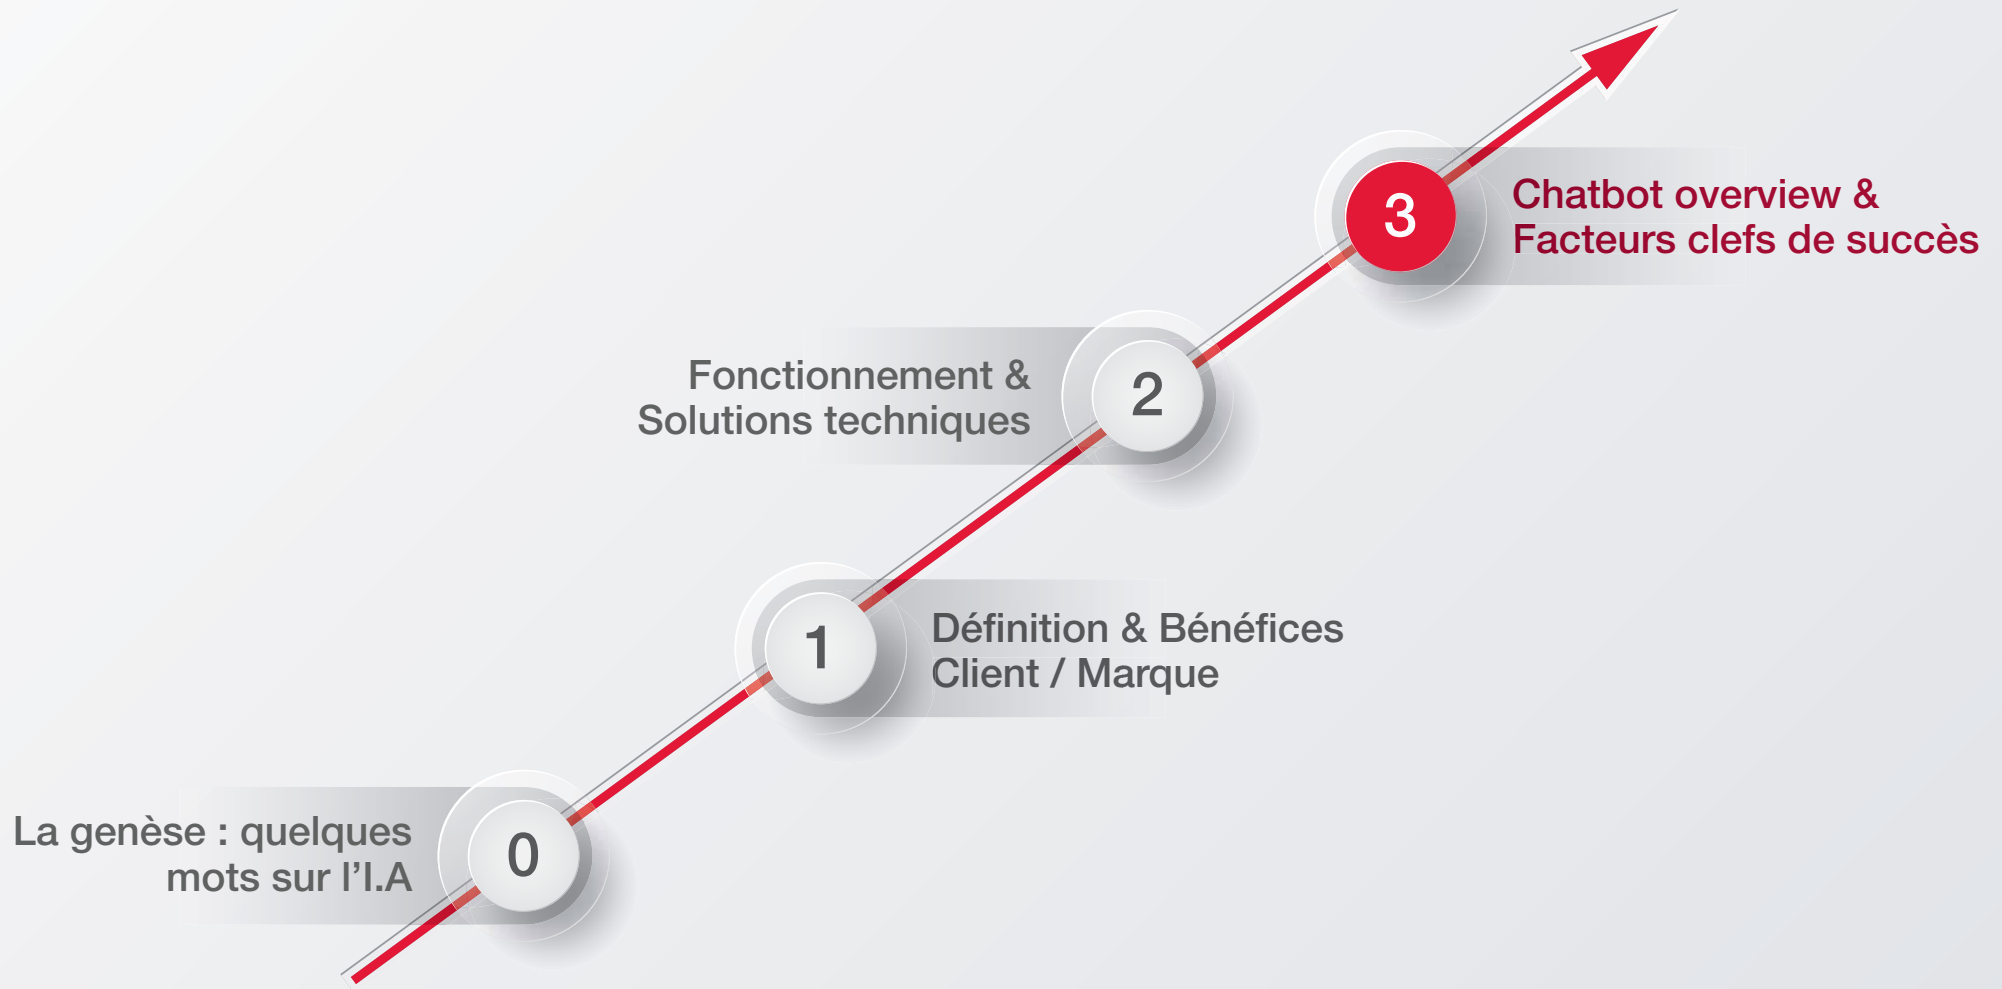 3
Chatbot overview &
Facteurs clefs de succès
Fonctionnement &
Solutions techniques
2
1
Définition & Bénéfices
Client / Marque
La genèse : quelques
mots sur l’I.A
0